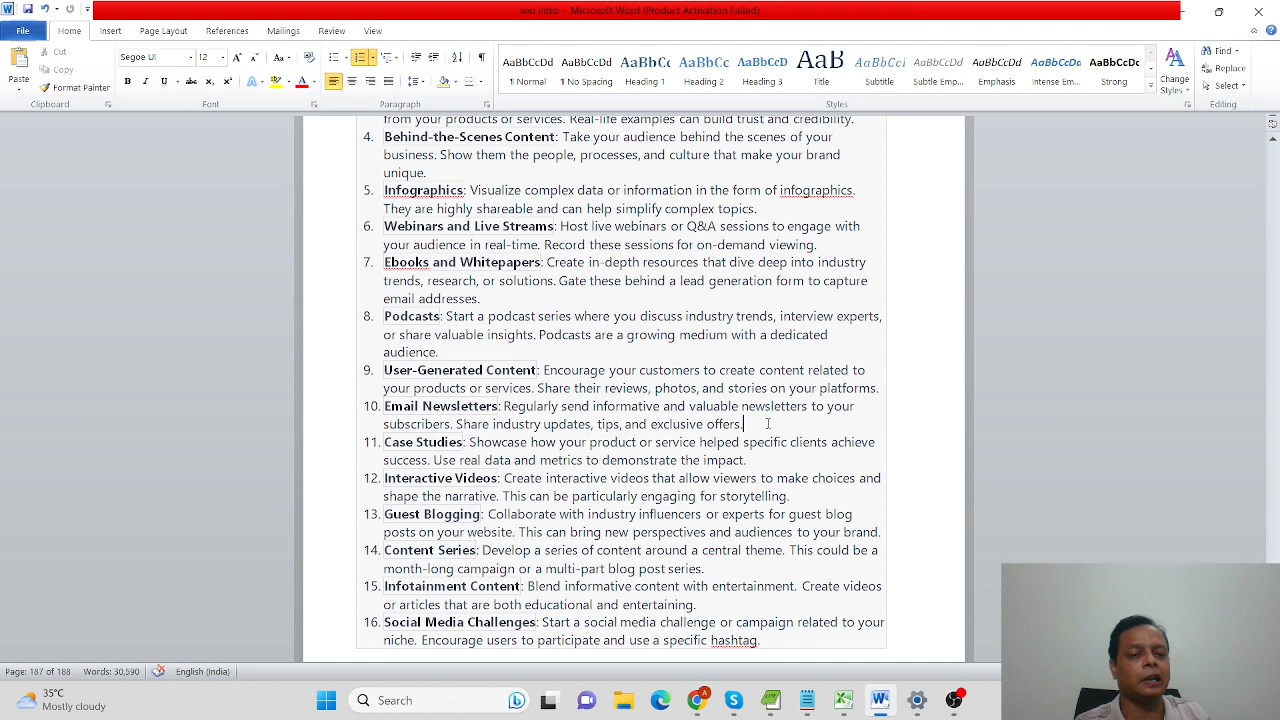 seo.intro - Microsoft Word (Product Activation Failed)
File Home Insert Page Layout References Mailings Review View
Paste
Cut
Copy
Format Painter
Clipboard
Segoe UI 12
Font
Paragraph
AaBbCcDd AaBbCcDd AaBbCc AaBbCc AaBbCcDd AaB AaBbCcI AaBbCcDd AaBbCcDd AaBbCcDd AaBbCcDc
¶ Normal ¶ No Spacing Heading 1 Heading 2 Heading 3 Title Subtitle Subtle Emp... Emphasis Intense Em... Strong
Styles
Change Styles
Find
Replace
Select
Editing
from your products or services. Real-life examples can build trust and credibility.
4. Behind-the-Scenes Content: Take your audience behind the scenes of your
business. Show them the people, processes, and culture that make your brand
unique.
5. Infographics: Visualize complex data or information in the form of infographics.
They are highly shareable and can help simplify complex topics.
6. Webinars and Live Streams: Host live webinars or Q&A sessions to engage with
your audience in real-time. Record these sessions for on-demand viewing.
7. Ebooks and Whitepapers: Create in-depth resources that dive deep into industry
trends, research, or solutions. Gate these behind a lead generation form to capture
email addresses.
8. Podcasts: Start a podcast series where you discuss industry trends, interview experts,
or share valuable insights. Podcasts are a growing medium with a dedicated
audience.
9. User-Generated Content: Encourage your customers to create content related to
your products or services. Share their reviews, photos, and stories on your platforms.
10. Email Newsletters: Regularly send informative and valuable newsletters to your
subscribers. Share industry updates, tips, and exclusive offers.
11. Case Studies: Showcase how your product or service helped specific clients achieve
success. Use real data and metrics to demonstrate the impact.
12. Interactive Videos: Create interactive videos that allow viewers to make choices and
shape the narrative. This can be particularly engaging for storytelling.
13. Guest Blogging: Collaborate with industry influencers or experts for guest blog
posts on your website. This can bring new perspectives and audiences to your brand.
14. Content Series: Develop a series of content around a central theme. This could be a
month-long campaign or a multi-part blog post series.
15. Infotainment Content: Blend informative content with entertainment. Create videos
or articles that are both educational and entertaining.
16. Social Media Challenges: Start a social media challenge or campaign related to your
niche. Encourage users to participate and use a specific hashtag.
Page: 187 of 188 Words: 30,590 English (India)
35°C
Mostly cloudy
Search